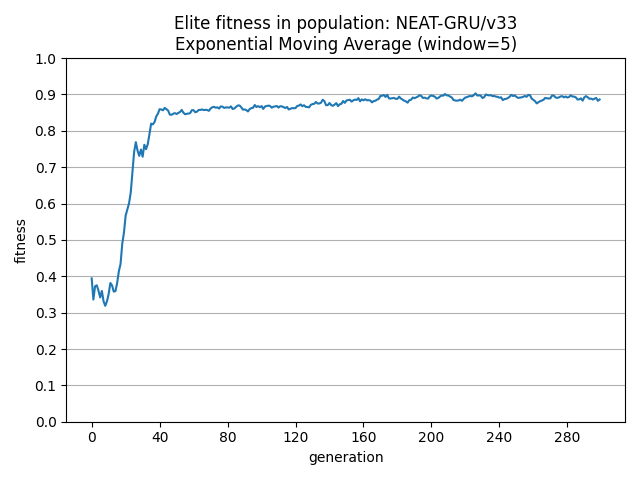 Elite fitness in population: NEAT-GRU/v33
Exponential Moving Average (window=5)
1.0
0.9
0.8
0.7
0.6
0.5
0.4
0.3
0.2
0.1
0.0
fitness
0 40 80 120 160 200 240 280
generation